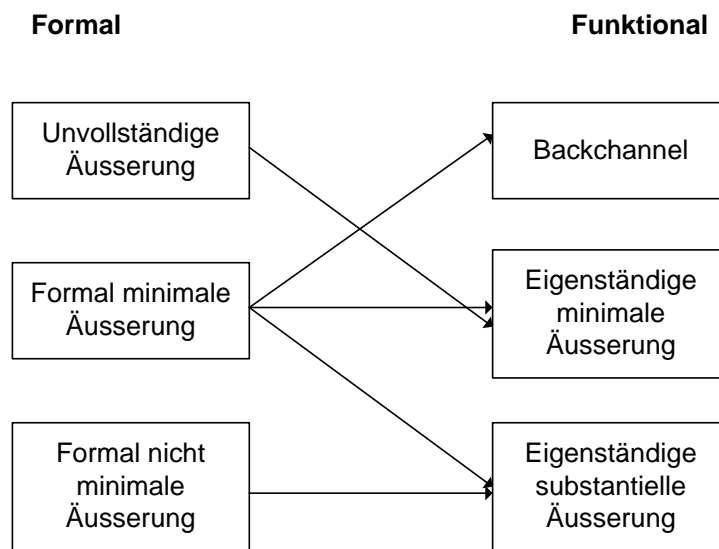 Formal
Funktional
Unvollständige
Äusserung
Backchannel
Formal minimale
Äusserung
Eigenständige
minimale
Äusserung
Formal nicht
minimale
Äusserung
Eigenständige
substantielle
Äusserung